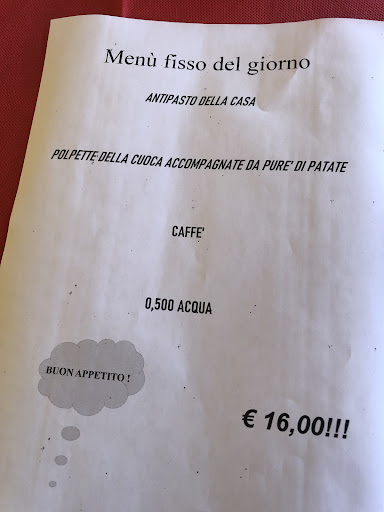 Menù fisso del giorno
ANTIPASTO DELLA CASA
POLPETTE DELLA CUOCA ACCOMPAGNATE DA PURE' DI PATATE
CAFFE'
0,500 ACQUA
BUON APPETITO !
€ 16,00!!!